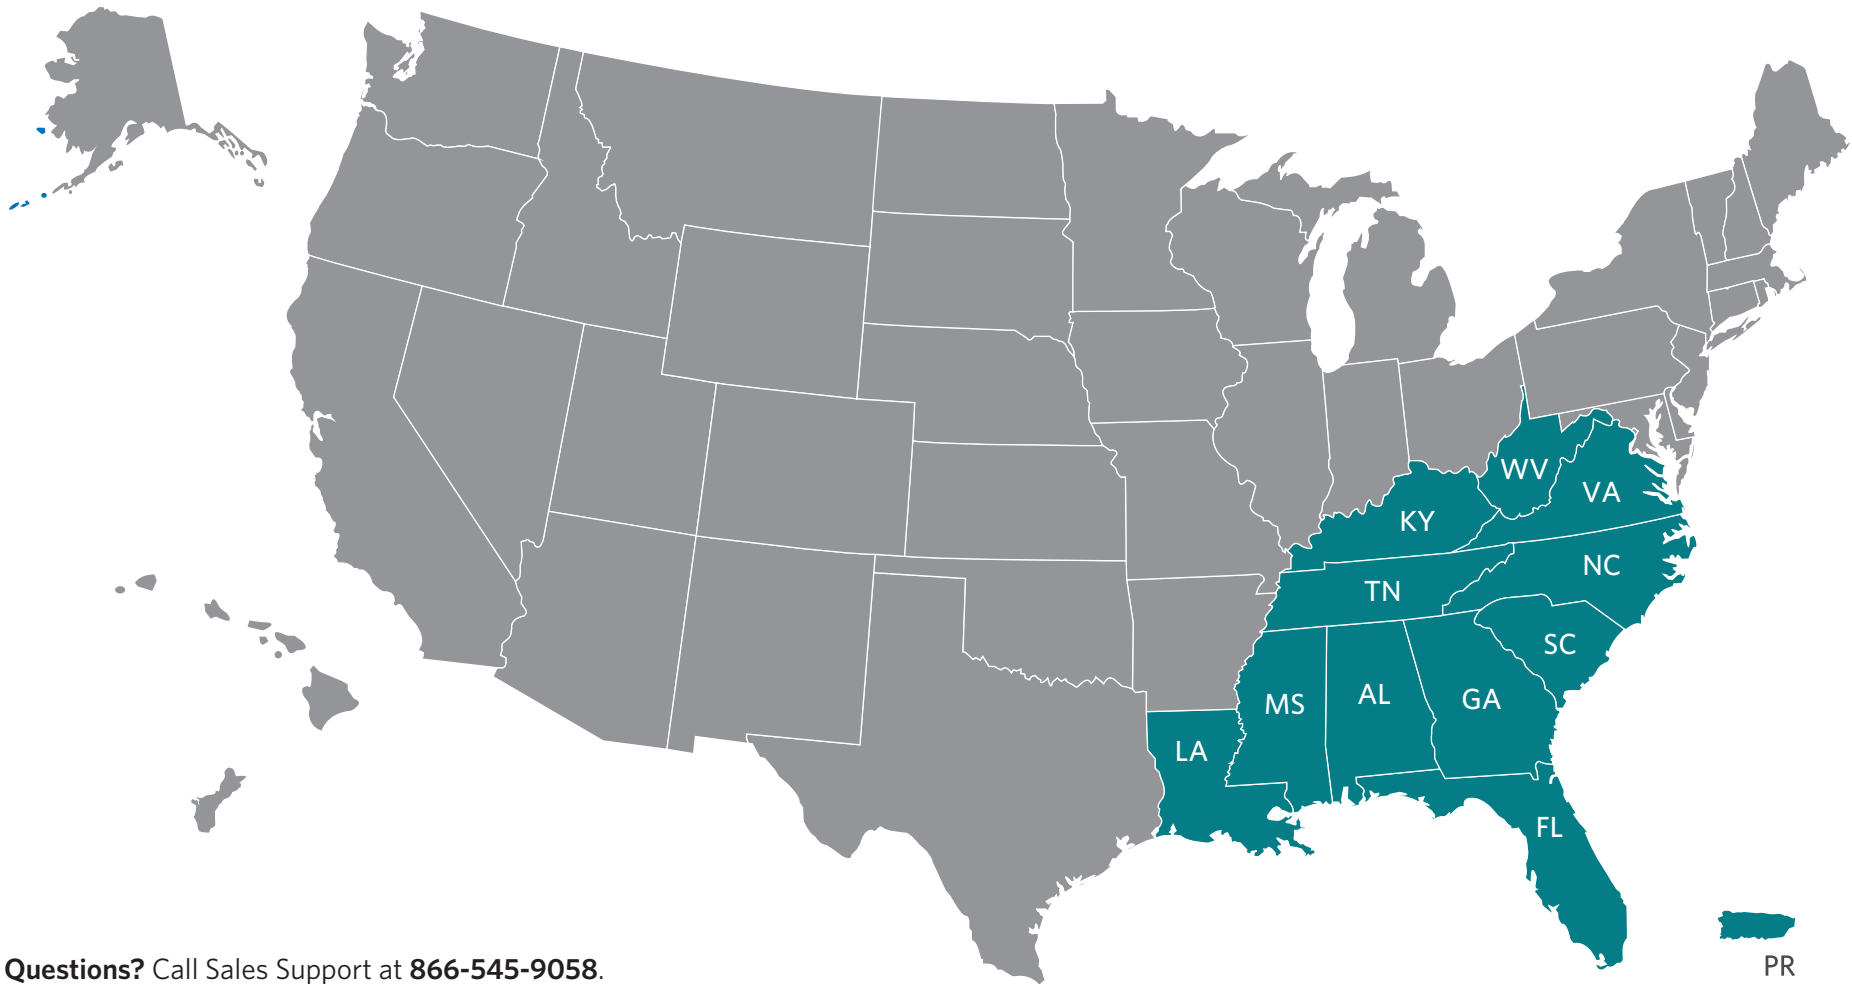 WV
VA
KY
NC
TN
SC
MS
AL
GA
LA
FL
PR
Questions? Call Sales Support at 866-545-9058.